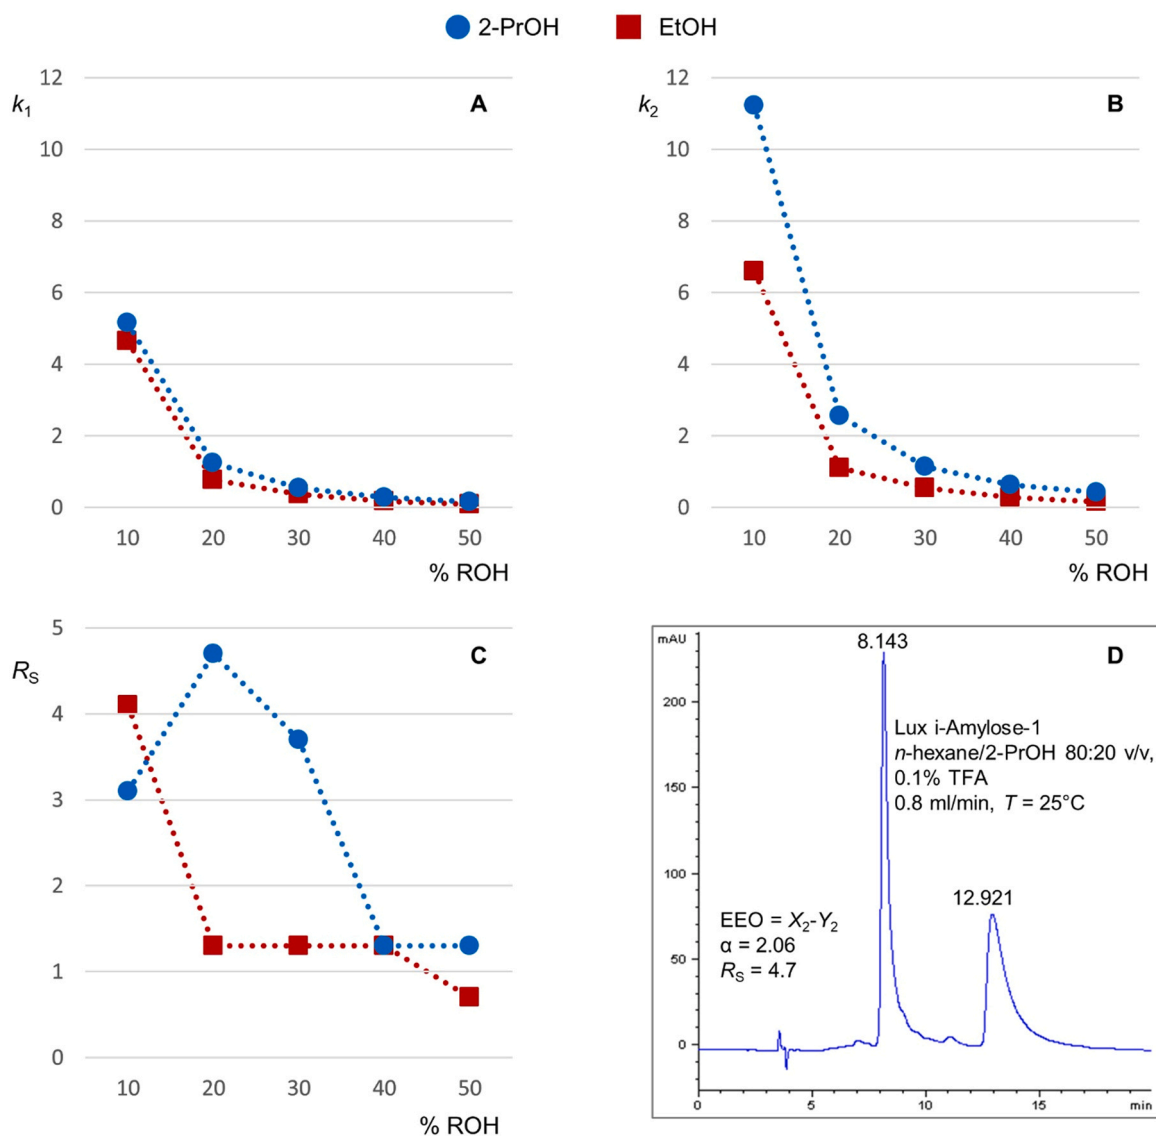 2-PrOH EtOH
k1
A
12
10
8
6
4
2
0
10 20 30 40 50
% ROH
k2
B
12
10
8
6
4
2
0
10 20 30 40 50
% ROH
RS
C
5
4
3
2
1
0
10 20 30 40 50
% ROH
mAU
D
8.143
200
150
100
50
0
Lux i-Amylose-1
n-hexane/2-PrOH 80:20 v/v,
0.1% TFA
0.8 ml/min, T = 25°C
12.921
EEO = X2-Y2
α = 2.06
RS = 4.7
0 5 10 15 min